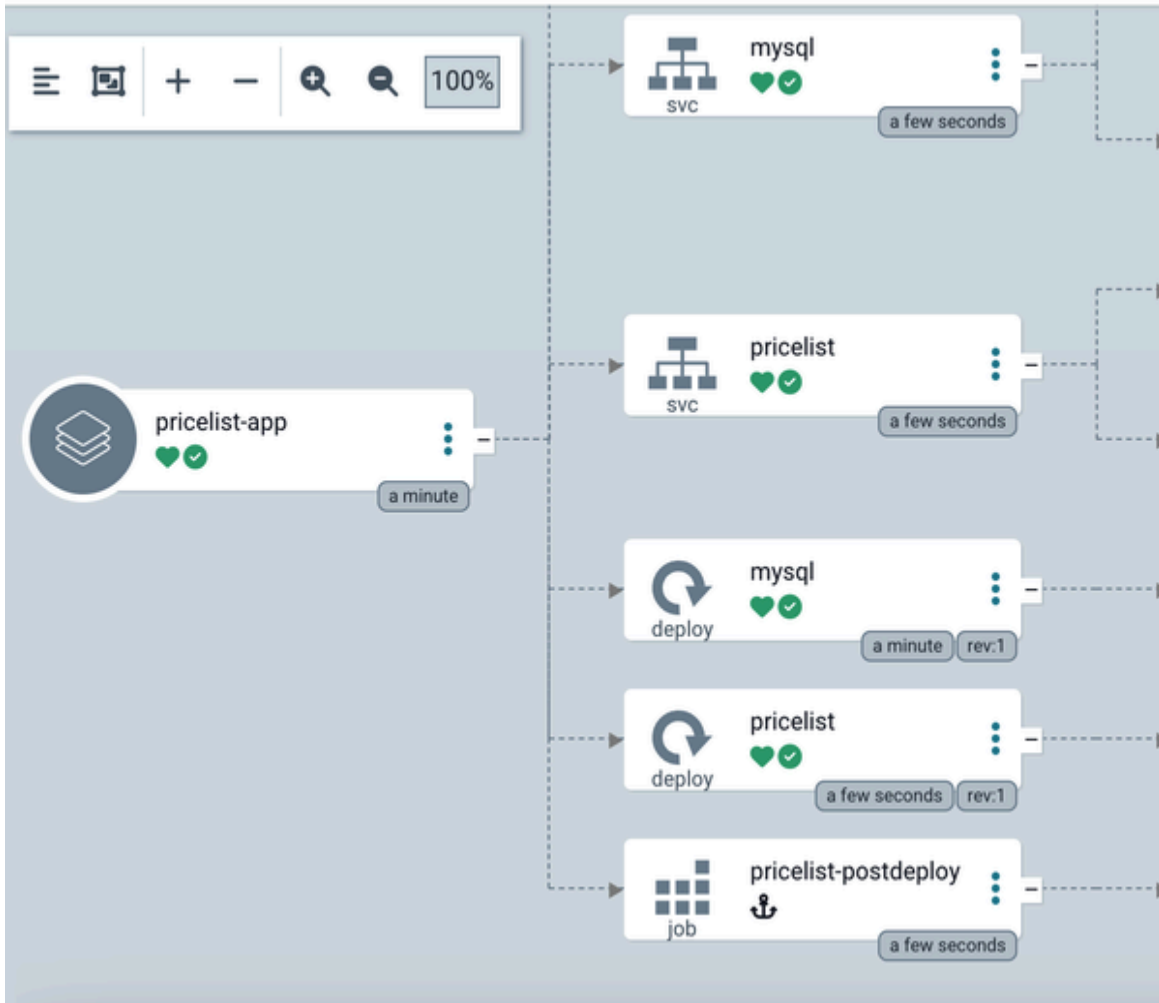 100%
mysql
svc
a few seconds
pricelist
svc
a few seconds
pricelist-app
a minute
mysql
deploy
a minute
rev:1
pricelist
deploy
a few seconds
rev:1
pricelist-postdeploy
job
a few seconds